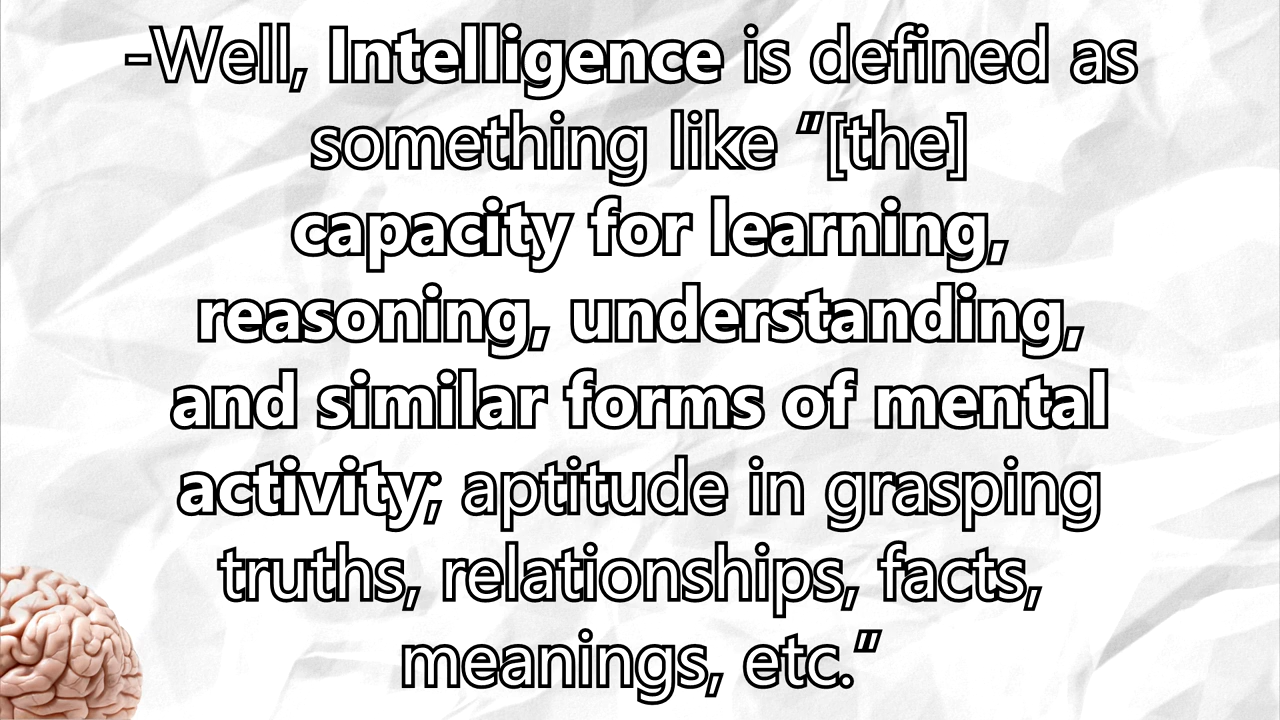 -Well, Intelligence is defined as
something like “[the]
capacity for learning,
reasoning, understanding,
and similar forms of mental
activity; aptitude in grasping
truths, relationships, facts,
meanings, etc.”